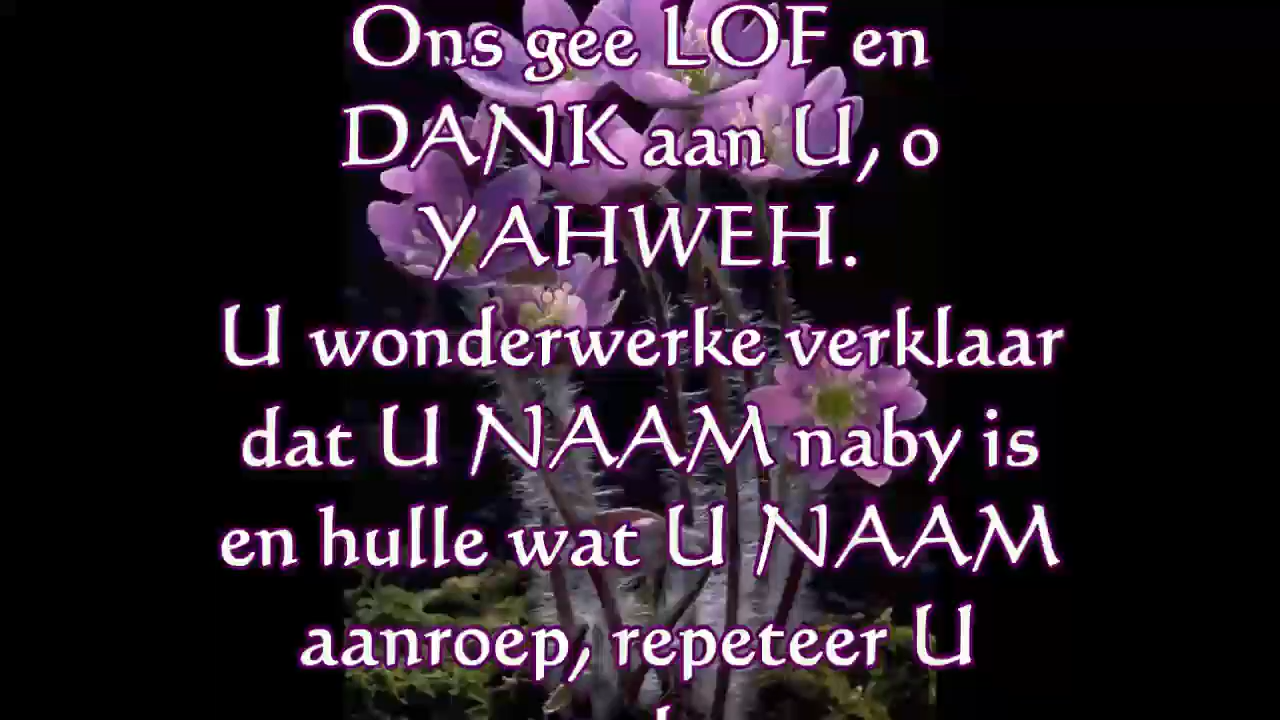 Ons gee LOF en
DANK aan U, o
YAHWEH.
U wonderwerke verklaar
dat U NAAM naby is
en hulle wat U NAAM
aanroep, repeteer U